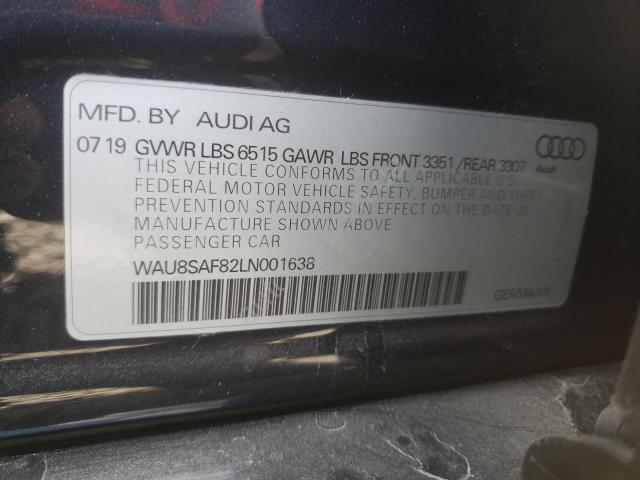 MFD. BY AUDI AG
07 19 GVWR LBS 6515 GAWR LBS FRONT 3351 / REAR 3307
Audi
THIS VEHICLE CONFORMS TO ALL APPLICABLE U.S.
FEDERAL MOTOR VEHICLE SAFETY, BUMPER AND THEFT
PREVENTION STANDARDS IN EFFECT ON THE DATE OF
MANUFACTURE SHOWN ABOVE
PASSENGER CAR
WAU8SAF82LN001638
GERMANY